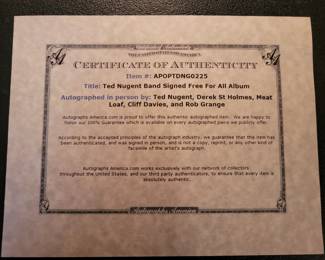 CERTIFICATE OF AUTHENTICITY
Item #: APOPTDNG0225
Title: Ted Nugent Band Signed Free For All Album
Autographed in person by: Ted Nugent, Derek St Holmes, Meat
Loaf, Cliff Davies, and Rob Grange
Autographs America.com is proud to offer this authentic autographed item. We are happy to
honor our 100% Guarantee which is available on every autographed piece we publicly offer.
According to the accepted principles of the autograph industry, we guarantee that this item has
been authenticated, and was signed in person, and is not a copy, reprint, or any other kind of
facsimile of the artist's autograph.
Autographs America.com works exclusively with our network of collectors
throughout the United States, and our third party authenticators, to ensure that every item is
absolutely authentic.
Autographs America